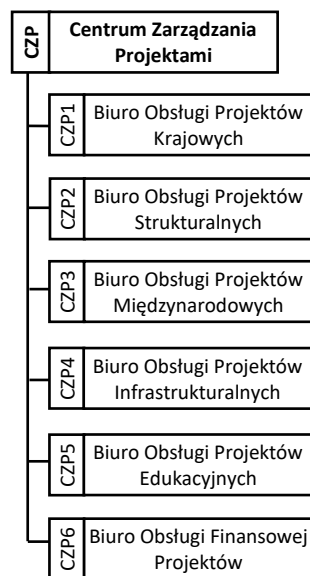 CZP
Centrum Zarządzania
Projektami
CZP1
Biuro Obsługi Projektów
Krajowych
CZP2
Biuro Obsługi Projektów
Strukturalnych
CZP3
Biuro Obsługi Projektów
Międzynarodowych
CZP4
Biuro Obsługi Projektów
Infrastrukturalnych
CZP5
Biuro Obsługi Projektów
Edukacyjnych
CZP6
Biuro Obsługi Finansowej
Projektów